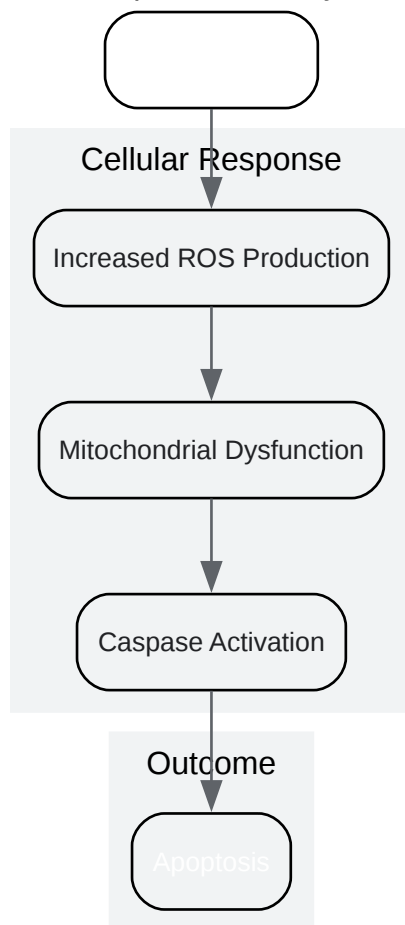 Cellular Response
Increased ROS Production
Mitochondrial Dysfunction
Caspase Activation
Outcome
Apoptosis